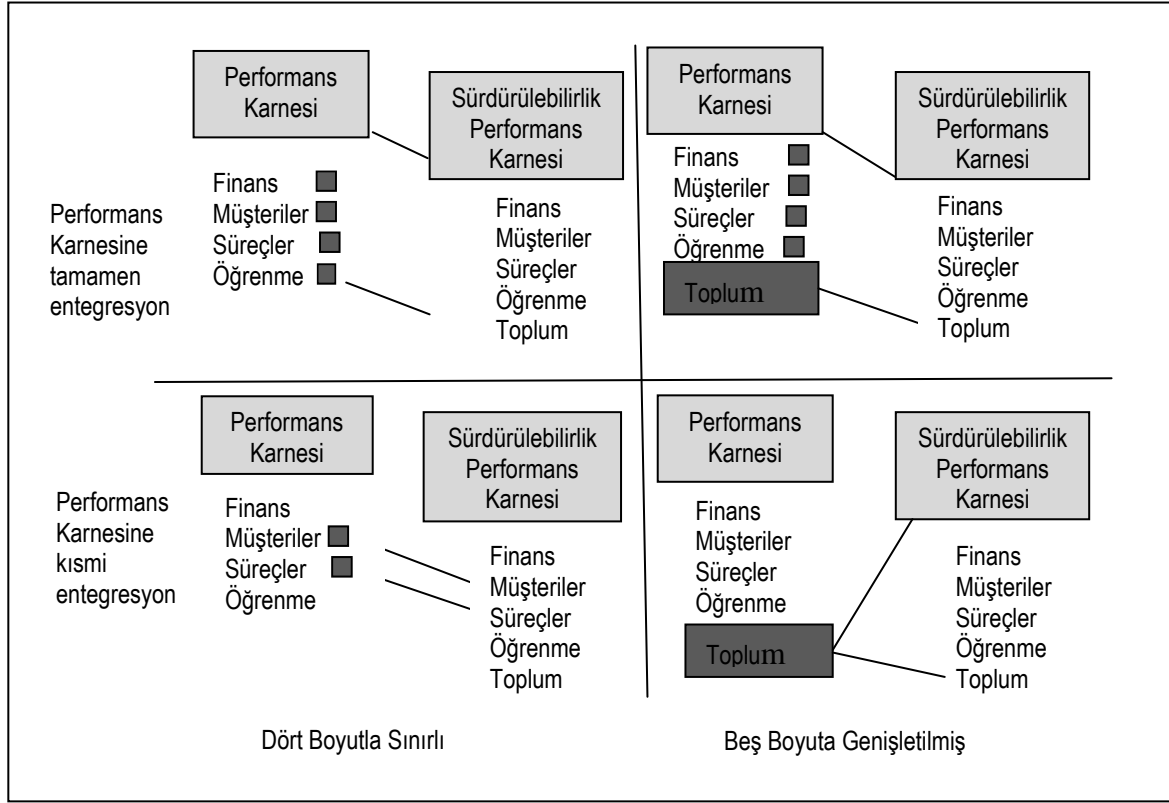 Performans
Karnesi
Sürdürülebilirlik
Performans
Karnesi
Performans
Karnesine
tamamen
entegresyon
Finans
Müşteriler
Süreçler
Öğrenme
Finans
Müşteriler
Süreçler
Öğrenme
Toplum
Performans
Karnesi
Sürdürülebilirlik
Performans
Karnesi
Finans
Müşteriler
Süreçler
Öğrenme
Toplum
Finans
Müşteriler
Süreçler
Öğrenme
Toplum
Performans
Karnesi
Sürdürülebilirlik
Performans
Karnesi
Performans
Karnesine
kısmi
entegresyon
Finans
Müşteriler
Süreçler
Öğrenme
Finans
Müşteriler
Süreçler
Öğrenme
Toplum
Performans
Karnesi
Sürdürülebilirlik
Performans
Karnesi
Finans
Müşteriler
Süreçler
Öğrenme
Toplum
Finans
Müşteriler
Süreçler
Öğrenme
Toplum
Dört Boyutla Sınırlı
Beş Boyuta Genişletilmiş